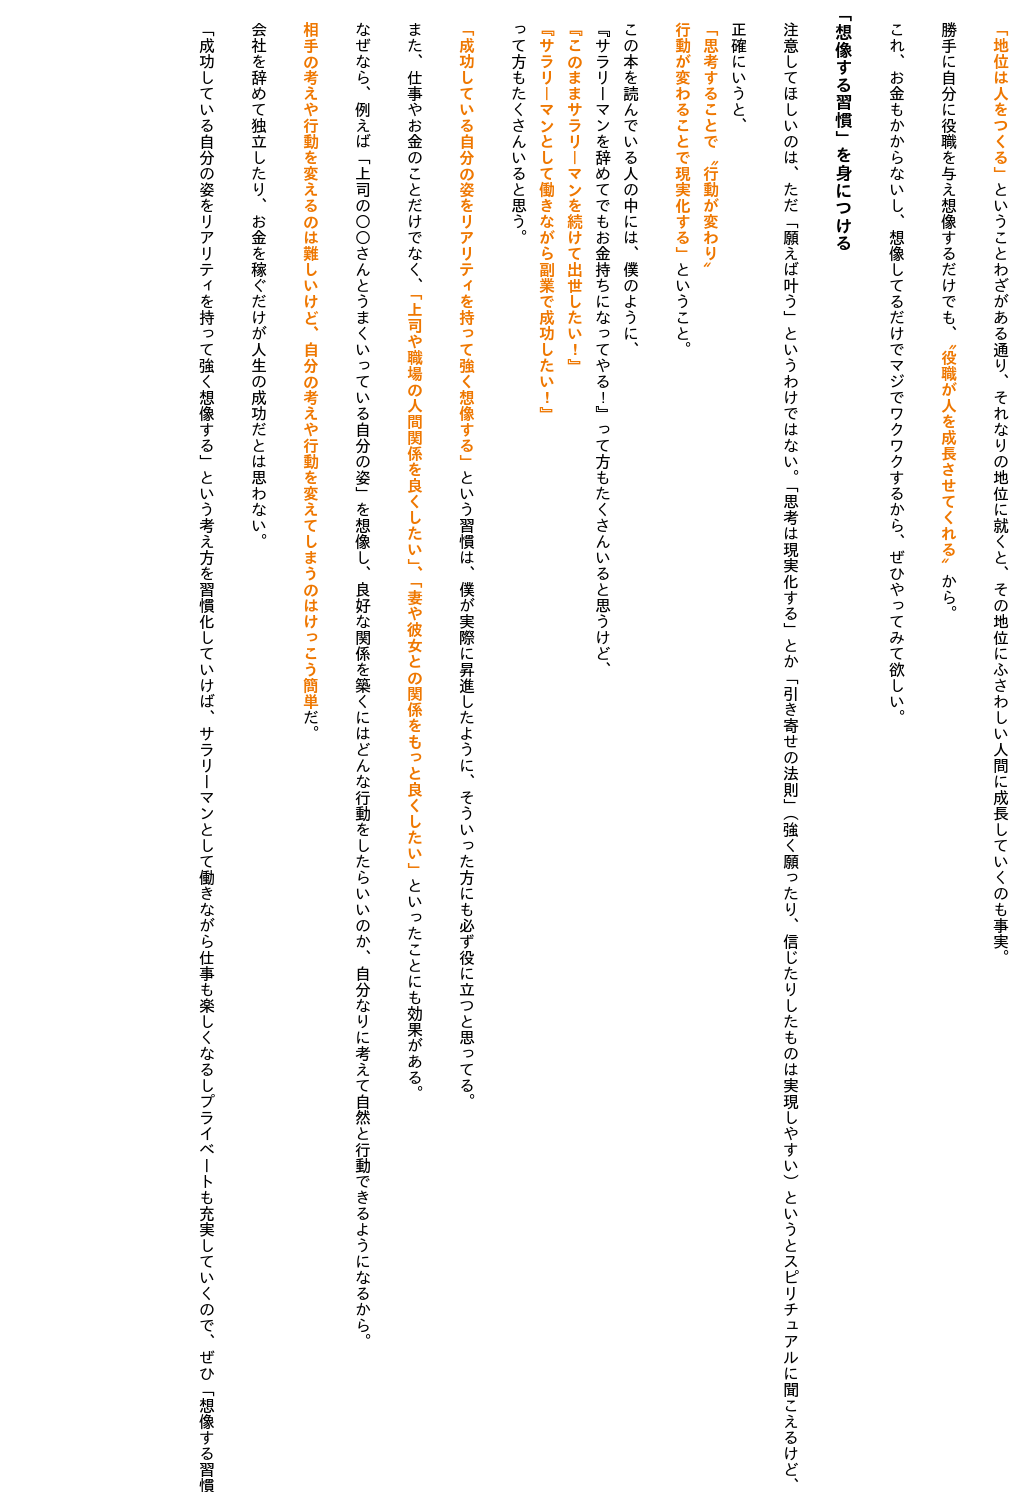 「地位は人をつくる」ということわざがある通り、それなりの地位に就くと、その地位にふさわしい人間に成長していくのも事実。
勝手に自分に役職を与え想像するだけでも、〝役職が人を成長させてくれる〟から。
これ、お金もかからないし、想像してるだけでマジでワクワクするから、ぜひやってみて欲しい。
「想像する習慣」を身につける
注意してほしいのは、ただ「願えば叶う」というわけではない。「思考は現実化する」とか「引き寄せの法則」（強く願ったり、信じたりしたものは実現しやすい）というとスピリチュアルに聞こえるけど、
正確にいうと、
「思考することで〝行動が変わり〟
行動が変わることで現実化する」ということ。
この本を読んでいる人の中には、僕のように、
『サラリーマンを辞めてでもお金持ちになってやる！』って方もたくさんいると思うけど、
『このままサラリーマンを続けて出世したい！』
『サラリーマンとして働きながら副業で成功したい！』
って方もたくさんいると思う。
「成功している自分の姿をリアリティを持って強く想像する」という習慣は、僕が実際に昇進したように、そういった方にも必ず役に立つと思ってる。
また、仕事やお金のことだけでなく、「上司や職場の人間関係を良くしたい」、「妻や彼女との関係をもっと良くしたい」といったことにも効果がある。
なぜなら、例えば「上司の〇〇さんとうまくいっている自分の姿」を想像し、良好な関係を築くにはどんな行動をしたらいいのか、自分なりに考えて自然と行動できるようになるから。
相手の考えや行動を変えるのは難しいけど、自分の考えや行動を変えてしまうのはけっこう簡単だ。
会社を辞めて独立したり、お金を稼ぐだけが人生の成功だとは思わない。
「成功している自分の姿をリアリティを持って強く想像する」という考え方を習慣化していけば、サラリーマンとして働きながら仕事も楽しくなるしプライベートも充実していくので、ぜひ「想像する習慣